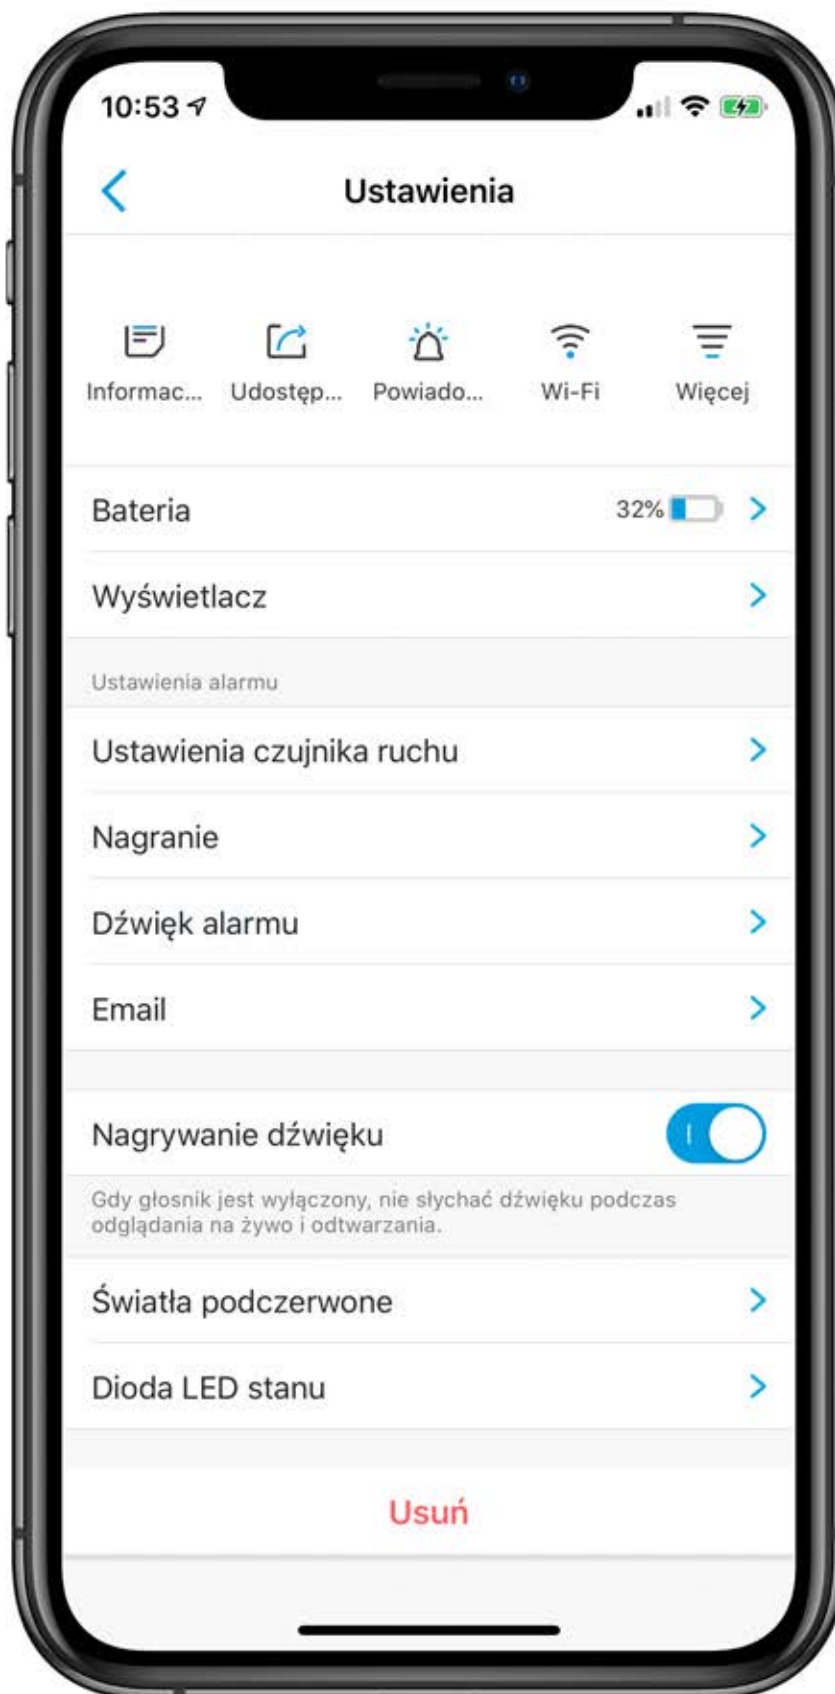 10:53
Ustawienia
Informac... Udostęp... Powiado... Wi-Fi Więcej
Bateria 32%
Wyświetlacz
Ustawienia alarmu
Ustawienia czujnika ruchu
Nagranie
Dźwięk alarmu
Email
Nagrywanie dźwięku
Gdy głosnik jest wyłączony, nie słychać dźwięku podczas
odglądania na żywo i odtwarzania.
Światła podczerwone
Dioda LED stanu
Usuń